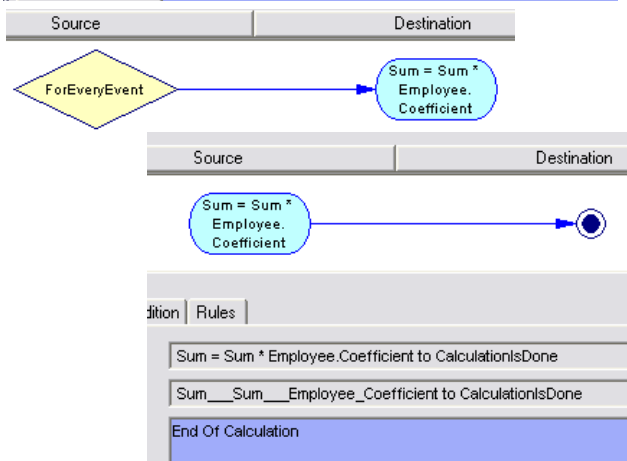 Source Destination
ForEveryEvent
Sum = Sum *
Employee.
Coefficient
Source Destination
Sum = Sum *
Employee.
Coefficient
dition Rules
Sum = Sum * Employee.Coefficient to CalculationIsDone
Sum___Sum___Employee_Coefficient to CalculationIsDone
End Of Calculation